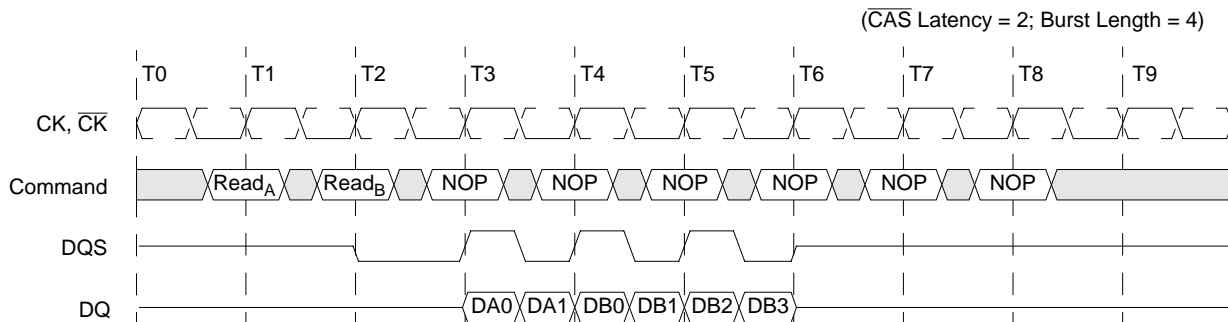 (CAS Latency = 2; Burst Length = 4)
T0 T1 T2 T3 T4 T5 T6 T7 T8 T9
CK, CK
Command ReadA ReadB NOP NOP NOP NOP NOP NOP
DQS
DQ DA0 DA1 DB0 DB1 DB2 DB3